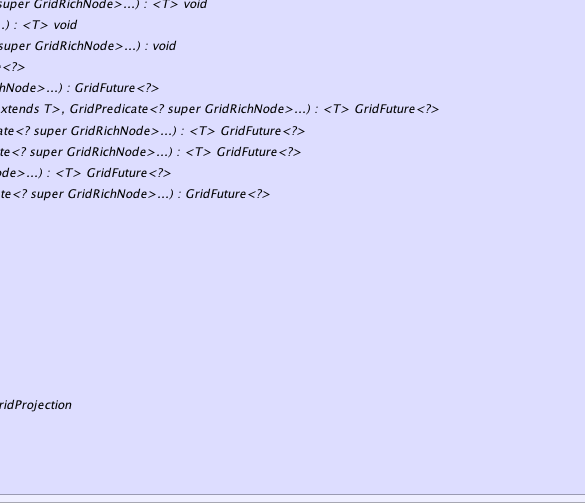 super GridRichNode>...) : <T> void
.) : <T> void
super GridRichNode>...) : void
<?>
hNode>...) : GridFuture<?>
xtends T>, GridPredicate<? super GridRichNode>...) : <T> GridFuture<?>
ate<? super GridRichNode>...) : <T> GridFuture<?>
te<? super GridRichNode>...) : <T> GridFuture<?>
ode>...) : <T> GridFuture<?>
te<? super GridRichNode>...) : GridFuture<?>
ridProjection